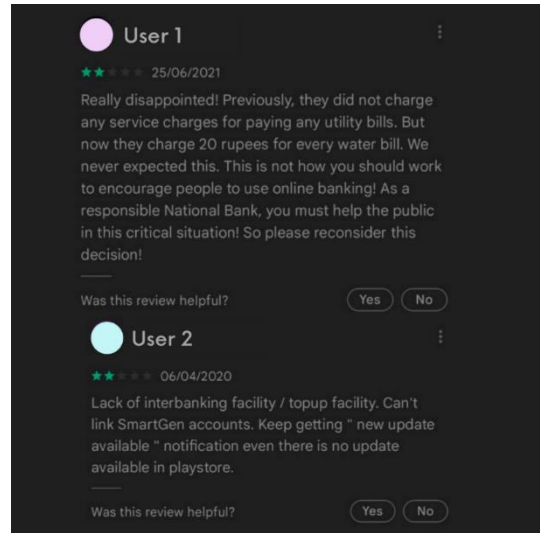 User 1
25/06/2021
Really disappointed! Previously, they did not charge
any service charges for paying any utility bills. But
now they charge 20 rupees for every water bill. We
never expected this. This is not how you should work
to encourage people to use online banking! As a
responsible National Bank, you must help the public
in this critical situation! So please reconsider this
decision!
Was this review helpful? Yes No
User 2
06/04/2020
Lack of interbanking facility / topup facility. Can't
link SmartGen accounts. Keep getting " new update
available " notification even there is no update
available in playstore.
Was this review helpful? Yes No